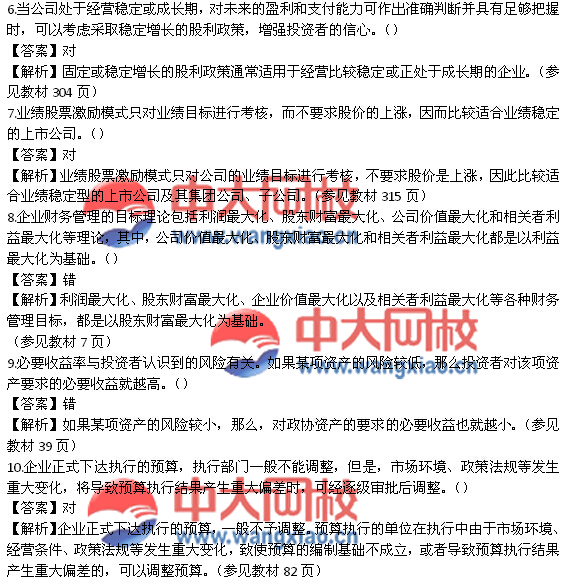 6.当公司处于经营稳定或成长期，对未来的盈利和支付能力可作出准确判断并具有足够把握
时，可以考虑采取稳定增长的股利政策，增强投资者的信心。（）
【答案】对
【解析】固定或稳定增长的股利政策通常适用于经营比较稳定或正处于成长期的企业。（参
见教材 304 页）
7.业绩股票激励模式只对业绩目标进行考核，而不要求股价的上涨，因而比较适合业绩稳定
的上市公司。（）
【答案】对
【解析】业绩股票激励模式只对公司的业绩目标进行考核，不要求股价是上涨，因此比较适
合业绩稳定型的上市公司及其集团公司、子公司。（参见教材 315 页）
8.企业财务管理的目标理论包括利润最大化、股东财富最大化、公司价值最大化和相关者利
益最大化等理论，其中，公司价值最大化、股东财富最大化和相关者利益最大化都是以利益
最大化为基础。（）
【答案】错
【解析】利润最大化、股东财富最大化、企业价值最大化以及相关者利益最大化等各种财务
管理目标，都是以股东财富最大化为基础。
（参见教材 7 页）
9.必要收益率与投资者认识到的风险有关。如果某项资产的风险较低，那么投资者对该项资
产要求的必要收益就越高。（）
【答案】错
【解析】如果某项资产的风险较小，那么，对政协资产的要求的必要收益也就越小。（参见
教材 39 页）
10.企业正式下达执行的预算，执行部门一般不能调整，但是，市场环境、政策法规等发生
重大变化，将导致预算执行结果产生重大偏差时，可经逐级审批后调整。（）
【答案】对
【解析】企业正式下达执行的预算，一般不予调整。预算执行的单位在执行中由于市场环境、
经营条件、政策法规等发生重大变化，致使预算的编制基础不成立，或者导致预算执行结果
产生重大偏差的，可以调整预算。（参见教材 82 页）
中大网校
www.wangxiao.cn
中大网校
www.wangxiao.cn
中大网校
www.wangxiao.cn